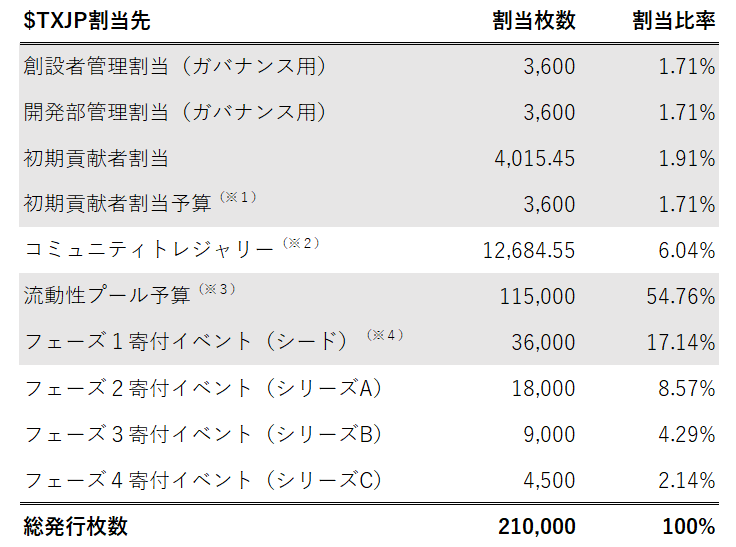 $TXJP割当先 割当枚数 割当比率
創設者管理割当（ガバナンス用） 3,600 1.71%
開発部管理割当（ガバナンス用） 3,600 1.71%
初期貢献者割当 4,015.45 1.91%
初期貢献者割当予算（※１） 3,600 1.71%
コミュニティトレジャリー（※２） 12,684.55 6.04%
流動性プール予算（※３） 115,000 54.76%
フェーズ１寄付イベント（シード）（※４） 36,000 17.14%
フェーズ２寄付イベント（シリーズA） 18,000 8.57%
フェーズ３寄付イベント（シリーズB） 9,000 4.29%
フェーズ４寄付イベント（シリーズC） 4,500 2.14%
総発行枚数 210,000 100%